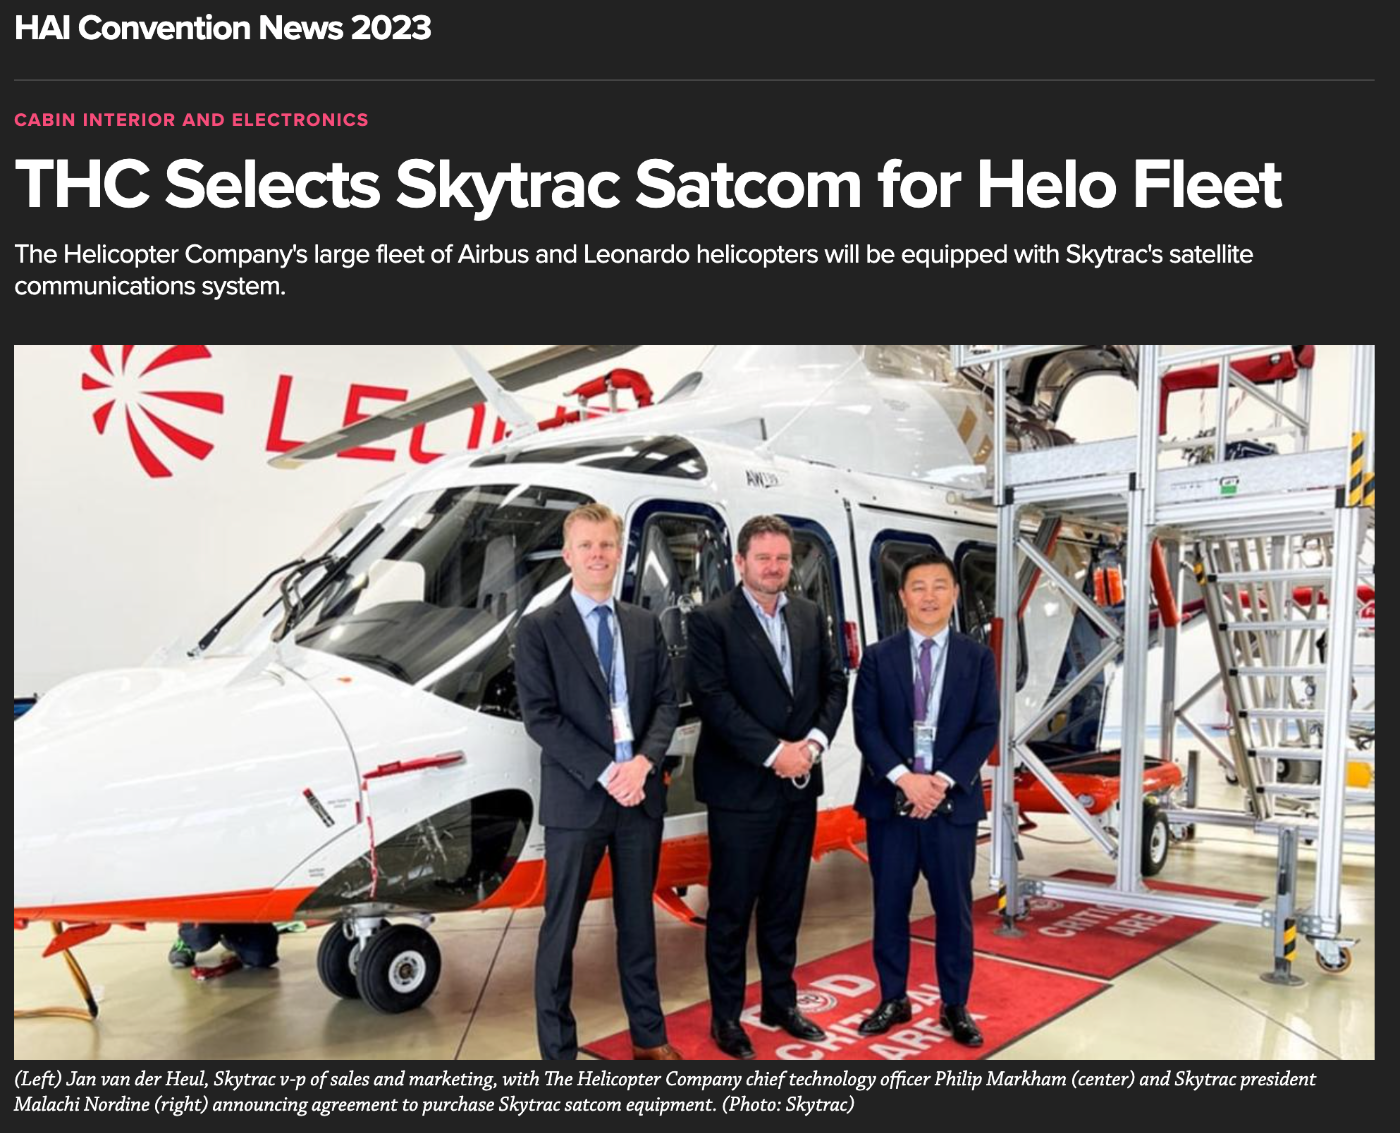 HAI Convention News 2023
CABIN INTERIOR AND ELECTRONICS
THC Selects Skytrac Satcom for Helo Fleet
The Helicopter Company's large fleet of Airbus and Leonardo helicopters will be equipped with Skytrac's satellite
communications system.
LEON
AW139
CRITICAL
AREA
CRITICAL
AREA
(Left) Jan van der Heul, Skytrac v-p of sales and marketing, with The Helicopter Company chief technology officer Philip Markham (center) and Skytrac president
Malachi Nordine (right) announcing agreement to purchase Skytrac satcom equipment. (Photo: Skytrac)